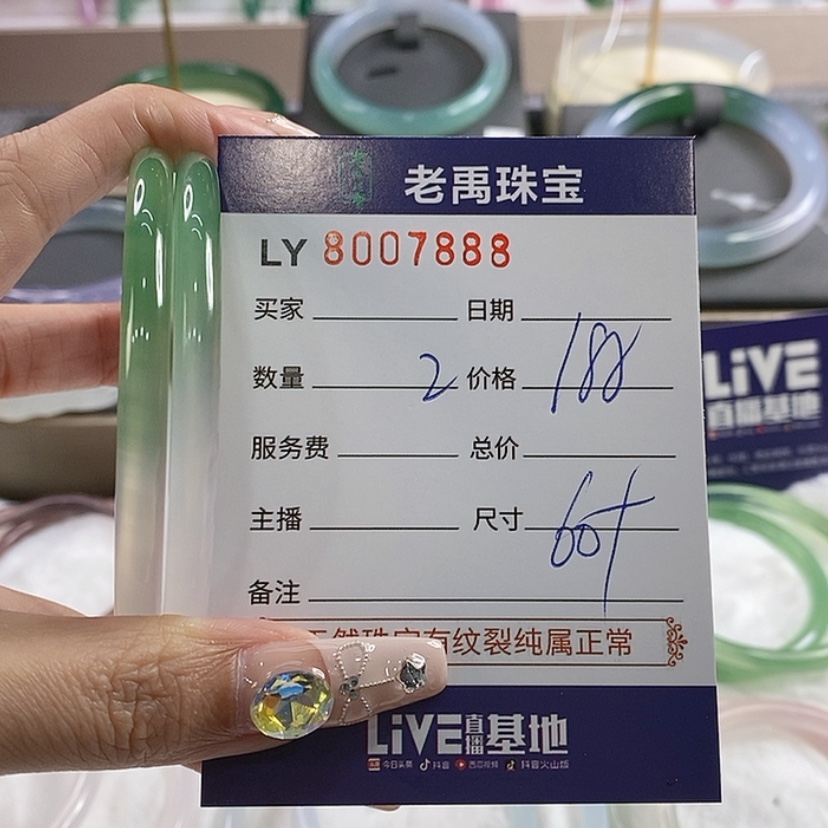 老禹珠宝
LY 8007888
买家 日期
数量 2 价格 188
服务费 总价
主播 尺寸 60+
备注
天然珠宝有纹裂纯属正常
LiVE直播基地
今日头条 抖音 西瓜视频 抖音火山版
LiVE
直播基地